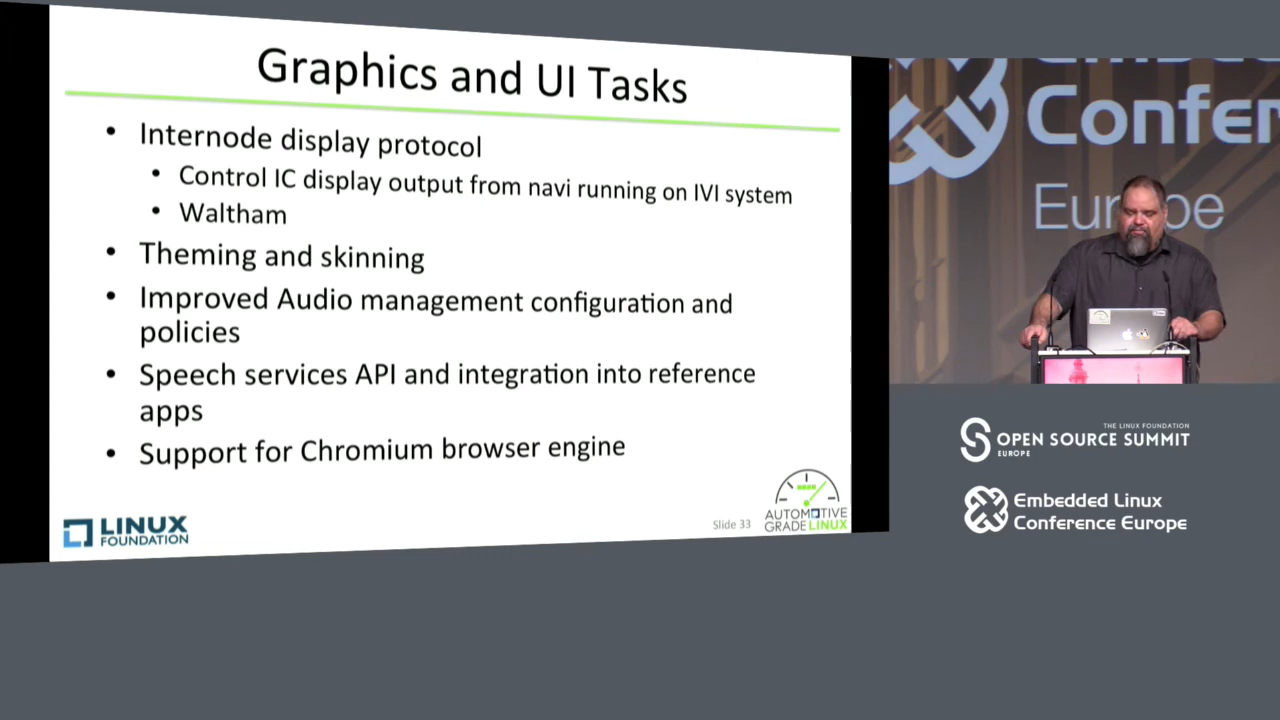 Graphics and UI Tasks
• Internode display protocol
• Control IC display output from navi running on IVI system
• Waltham
• Theming and skinning
• Improved Audio management configuration and
policies
• Speech services API and integration into reference
apps
• Support for Chromium browser engine
LINUX
FOUNDATION
Slide 33
AUTOMOTIVE
GRADELINUX
Confer
Europe
THE LINUX FOUNDATION
OPEN SOURCE SUMMIT
EUROPE
Embedded Linux
Conference Europe